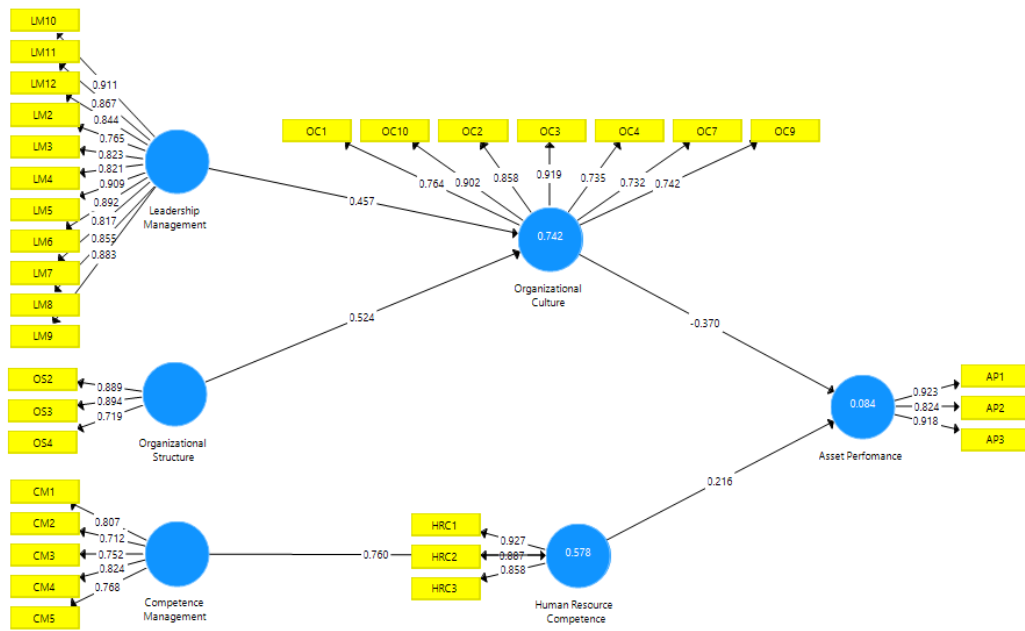 LM10
LM11
LM12
LM2
LM3
LM4
LM5
LM6
LM7
LM8
LM9
0.911
0.867
0.844
0.765
0.823
0.821
0.909
0.892
0.817
0.855
0.883
Leadership
Management
0.457
OC1 OC10 OC2 OC3 OC4 OC7 OC9
0.764 0.902 0.858 0.919 0.735 0.732 0.742
0.742
Organizational
Culture
0.524
-0.370
OS2
OS3
OS4
0.889
0.894
0.719
Organizational
Structure
0.084
Asset Perfomance
0.923
0.824
0.918
AP1
AP2
AP3
0.216
CM1
CM2
CM3
CM4
CM5
0.807
0.712
0.752
0.824
0.768
Competence
Management
0.760
HRC1
HRC2
HRC3
0.927
0.887
0.858
0.578
Human Resource
Competence